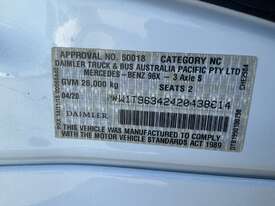 APPROVAL NO. 50018 CATEGORY NC
DAIMLER TRUCK & BUS AUSTRALIA PACIFIC PTY LTD
MERCEDES-BENZ 96X - 3 Axle S
GVM 26,000 kg SEATS 2
04/20 *W1T96342420438614
DAIMLER
THIS VEHICLE WAS MANUFACTURED TO COMPLY
WITH THE MOTOR VEHICLE STANDARDS ACT 1989